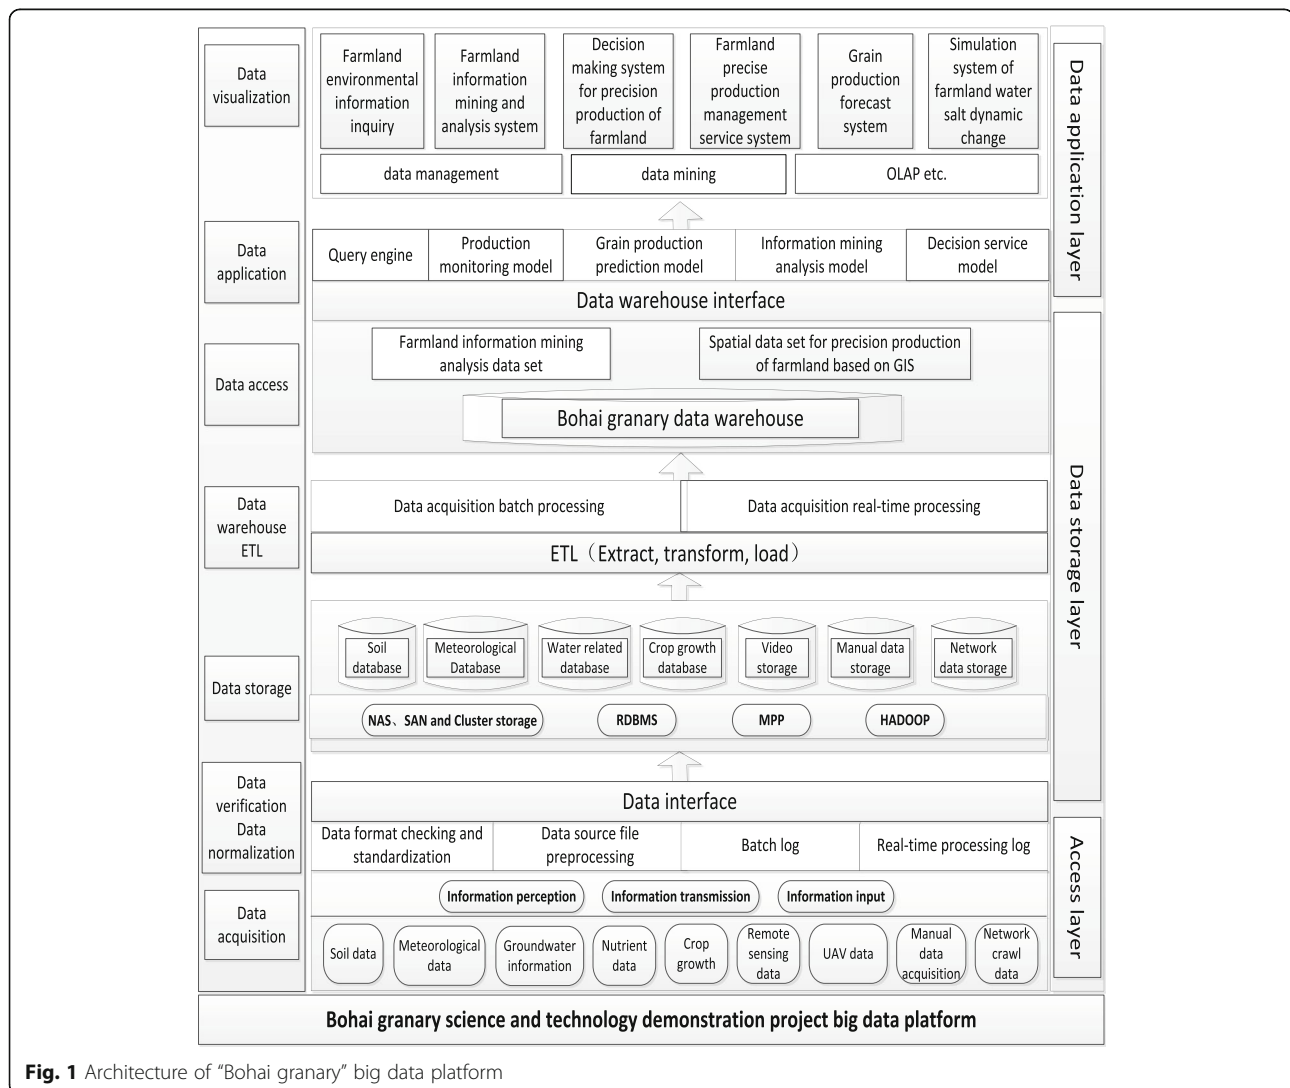 Data
visualization
Farmland
environmental
information
inquiry
Farmland
information
mining and
analysis system
Decision
making system
for precision
production of
farmland
Farmland
precise
production
management
service system
Grain
production
forecast
system
Simulation
system of
farmland water
salt dynamic
change
data management
data mining
OLAP etc.
Data application layer
Data
application
Query engine
Production
monitoring model
Grain production
prediction model
Information mining
analysis model
Decision service
model
Data warehouse interface
Data access
Farmland information mining
analysis data set
Spatial data set for precision production
of farmland based on GIS
Bohai granary data warehouse
Data
warehouse
ETL
Data acquisition batch processing
Data acquisition real-time processing
ETL（Extract, transform, load）
Data storage layer
Data storage
Soil
database
Meteorological
Database
Water related
database
Crop growth
database
Video
storage
Manual data
storage
Network
data storage
NAS、SAN and Cluster storage
RDBMS
MPP
HADOOP
Data
verification
Data
normalization
Data interface
Data format checking and
standardization
Data source file
preprocessing
Batch log
Real-time processing log
Access layer
Data
acquisition
Information perception
Information transmission
Information input
Soil data
Meteorological
data
Groundwater
information
Nutrient
data
Crop
growth
Remote
sensing
data
UAV data
Manual
data
acquisition
Network
crawl
data
Bohai granary science and technology demonstration project big data platform
Fig. 1 Architecture of “Bohai granary” big data platform